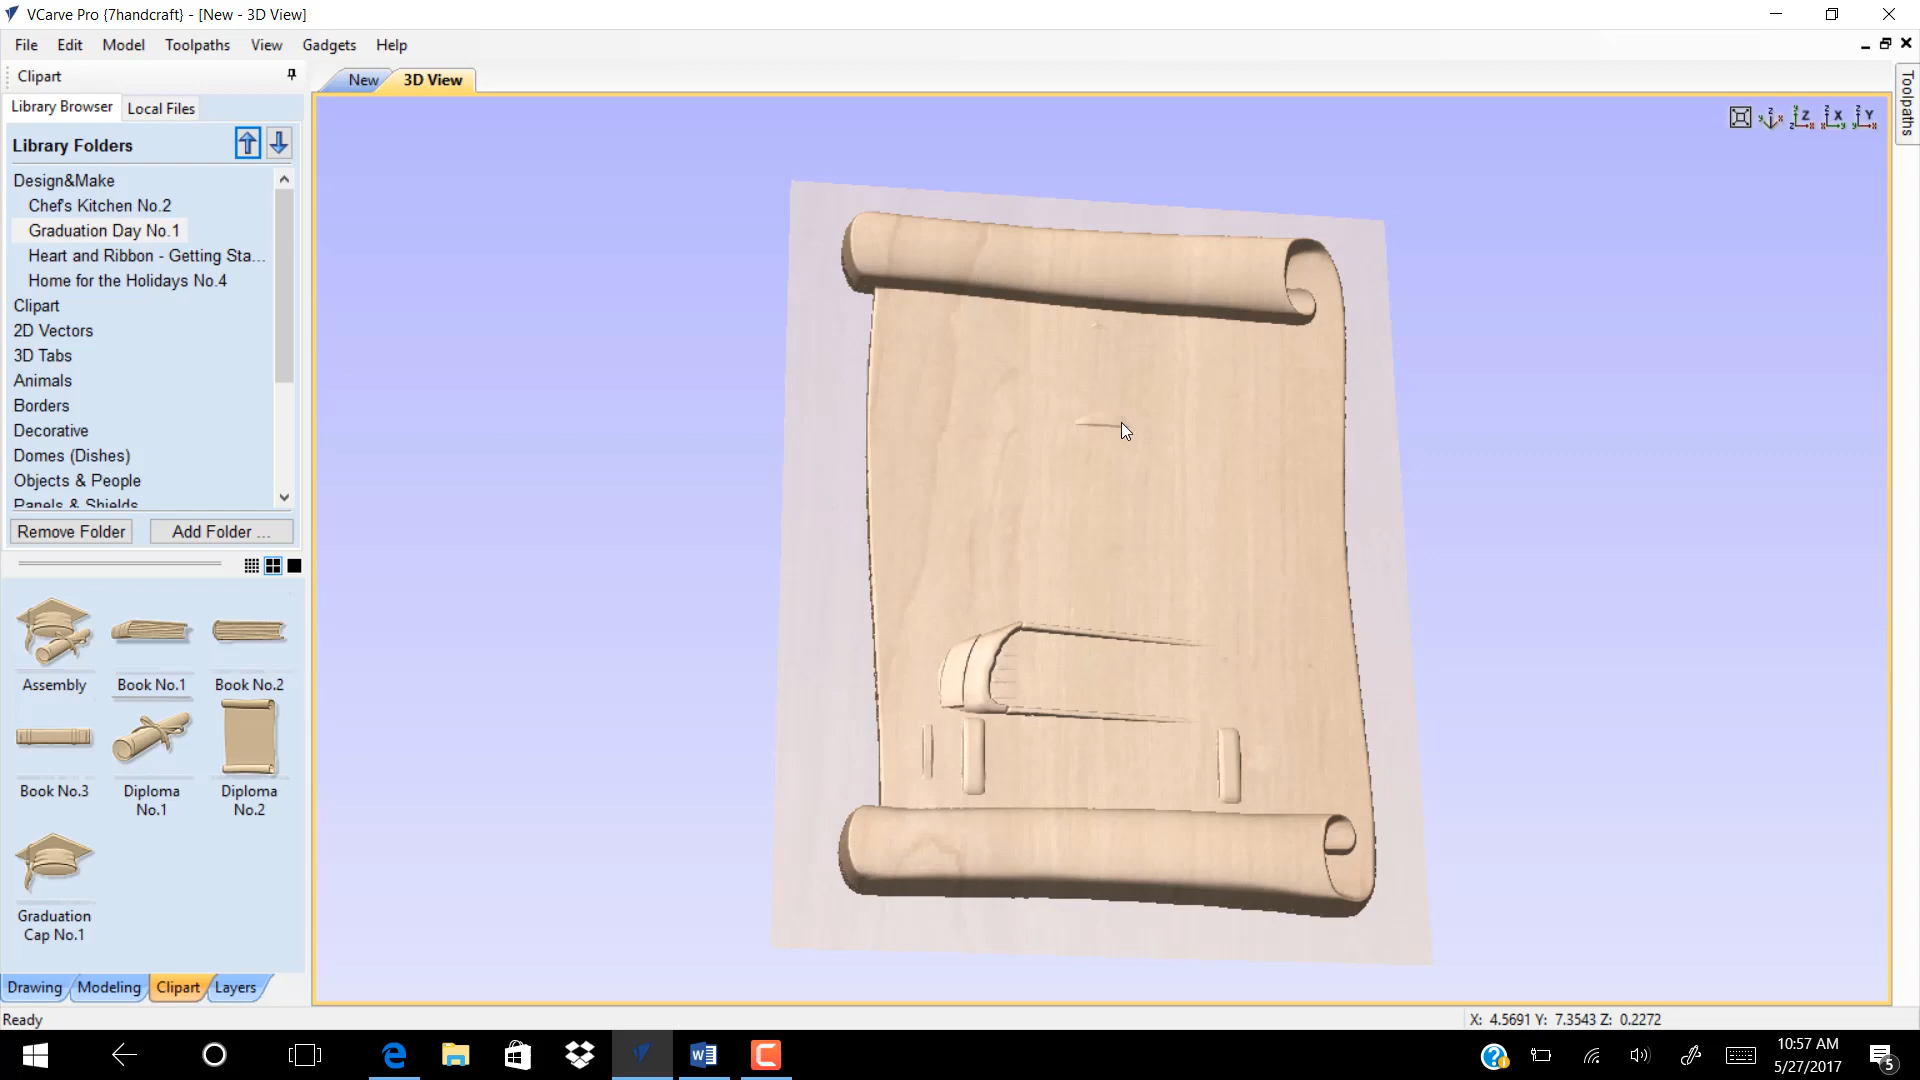 VCarve Pro {7handcraft} - [New - 3D View]
File Edit Model Toolpaths View Gadgets Help
Clipart
New 3D View
Library Browser Local Files
Library Folders
Design&Make
Chef's Kitchen No.2
Graduation Day No.1
Heart and Ribbon - Getting Sta...
Home for the Holidays No.4
Clipart
2D Vectors
3D Tabs
Animals
Borders
Decorative
Domes (Dishes)
Objects & People
Panels & Shields
Remove Folder Add Folder ...
Assembly Book No.1 Book No.2
Book No.3 Diploma No.1 Diploma No.2
Graduation Cap No.1
Drawing Modeling Clipart Layers
Toolpaths
Ready
X: 4.5691 Y: 7.3543 Z: 0.2272
10:57 AM
5/27/2017
5